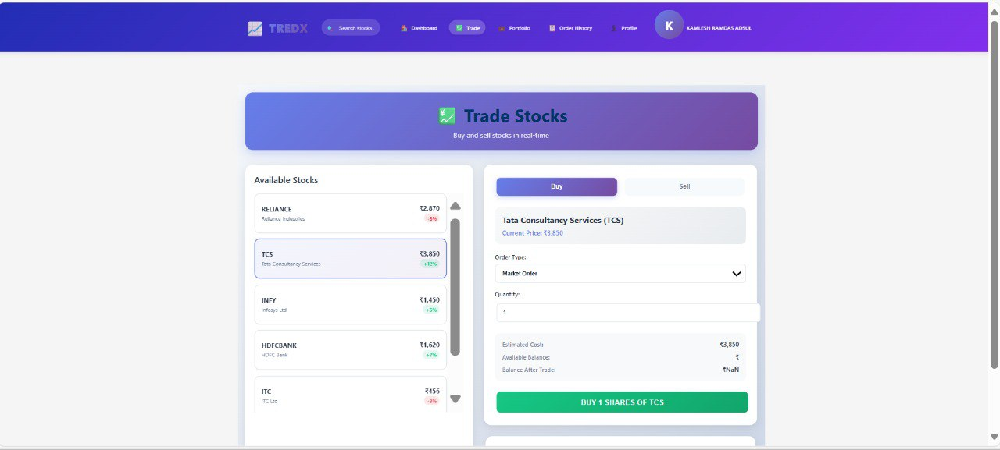 TREDX
Search stocks.
Dashboard
Trade
Portfolio
Order History
Profile
K
KAMLESH RAMDAS ADSUL
¥
Trade Stocks
Buy and sell stocks in real-time
Available Stocks
RELIANCE ₹2,870
Reliance Industries -8%
TCS ₹3,850
Tata Consultancy Services +12%
INFY ₹1,450
Infosys Ltd +5%
HDFCBANK ₹1,620
HDFC Bank +7%
ITC ₹456
ITC Ltd -3%
Buy
Sell
Tata Consultancy Services (TCS)
Current Price: ₹3,850
Order Type:
Market Order
Quantity:
1
Estimated Cost: ₹3,850
Available Balance: ₹
Balance After Trade: ₹NaN
BUY 1 SHARES OF TCS